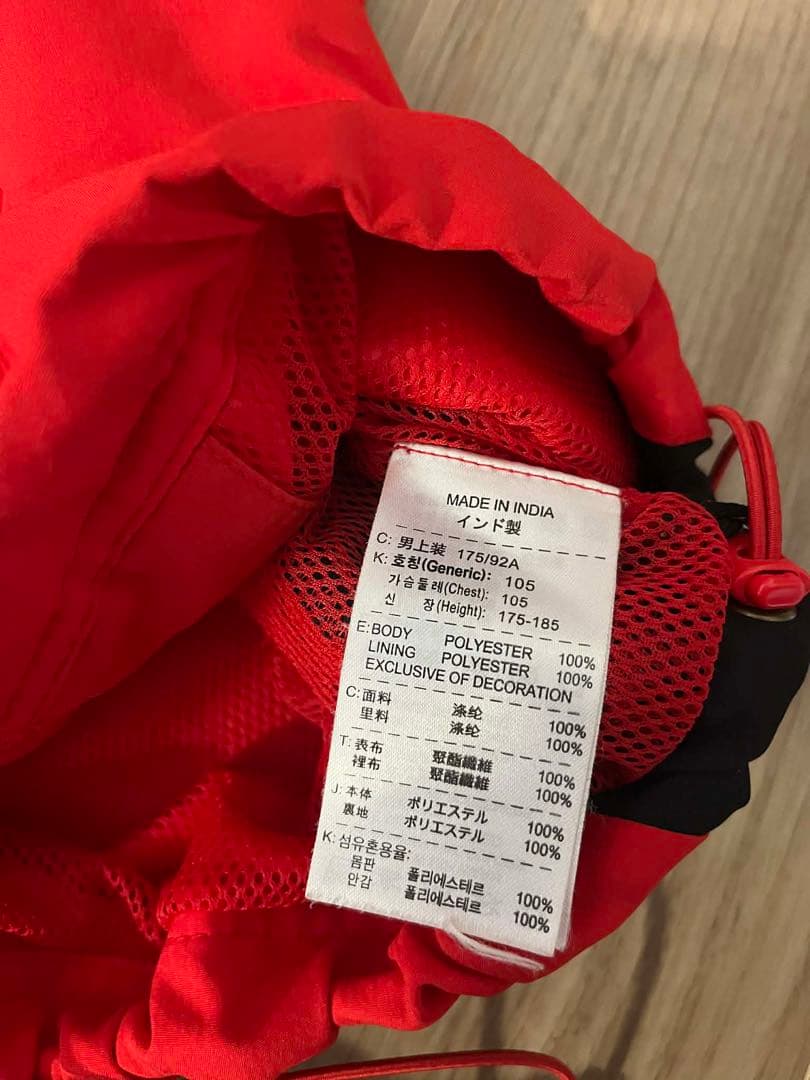 MADE IN INDIA
インド製
C: 男上装 175/92A
K: 호칭(Generic): 105
가슴둘레(Chest): 105
신 장(Height): 175-185
E: BODY POLYESTER 100%
LINING POLYESTER 100%
EXCLUSIVE OF DECORATION
C: 面料 涤纶 100%
里料 涤纶 100%
T: 表布 聚酯纖維 100%
裡布 聚酯纖維 100%
J: 本体 ポリエステル 100%
裏地 ポリエステル 100%
K: 섬유혼용율;
몸판 폴리에스테르 100%
안감 폴리에스테르 100%